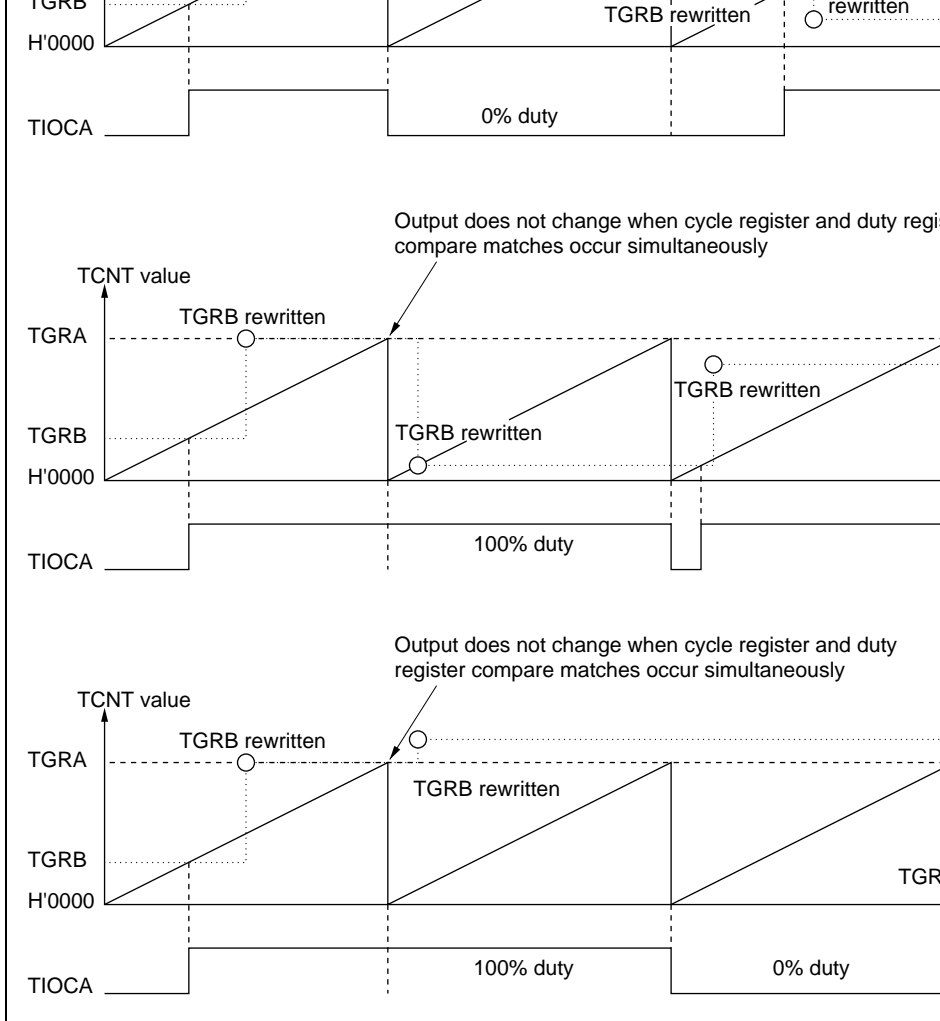 TGRB
TGRB rewritten
rewritten
H'0000
0% duty
TIOCA
Output does not change when cycle register and duty
compare matches occur simultaneously
TCNT value
TGRB rewritten
TGRA
TGRB rewritten
TGRB rewritten
TGRB
H'0000
100% duty
TIOCA
Output does not change when cycle register and duty
register compare matches occur simultaneously
TCNT value
TGRB rewritten
TGRA
TGRB rewritten
TGRB
H'0000
100% duty
0% duty
TIOCA